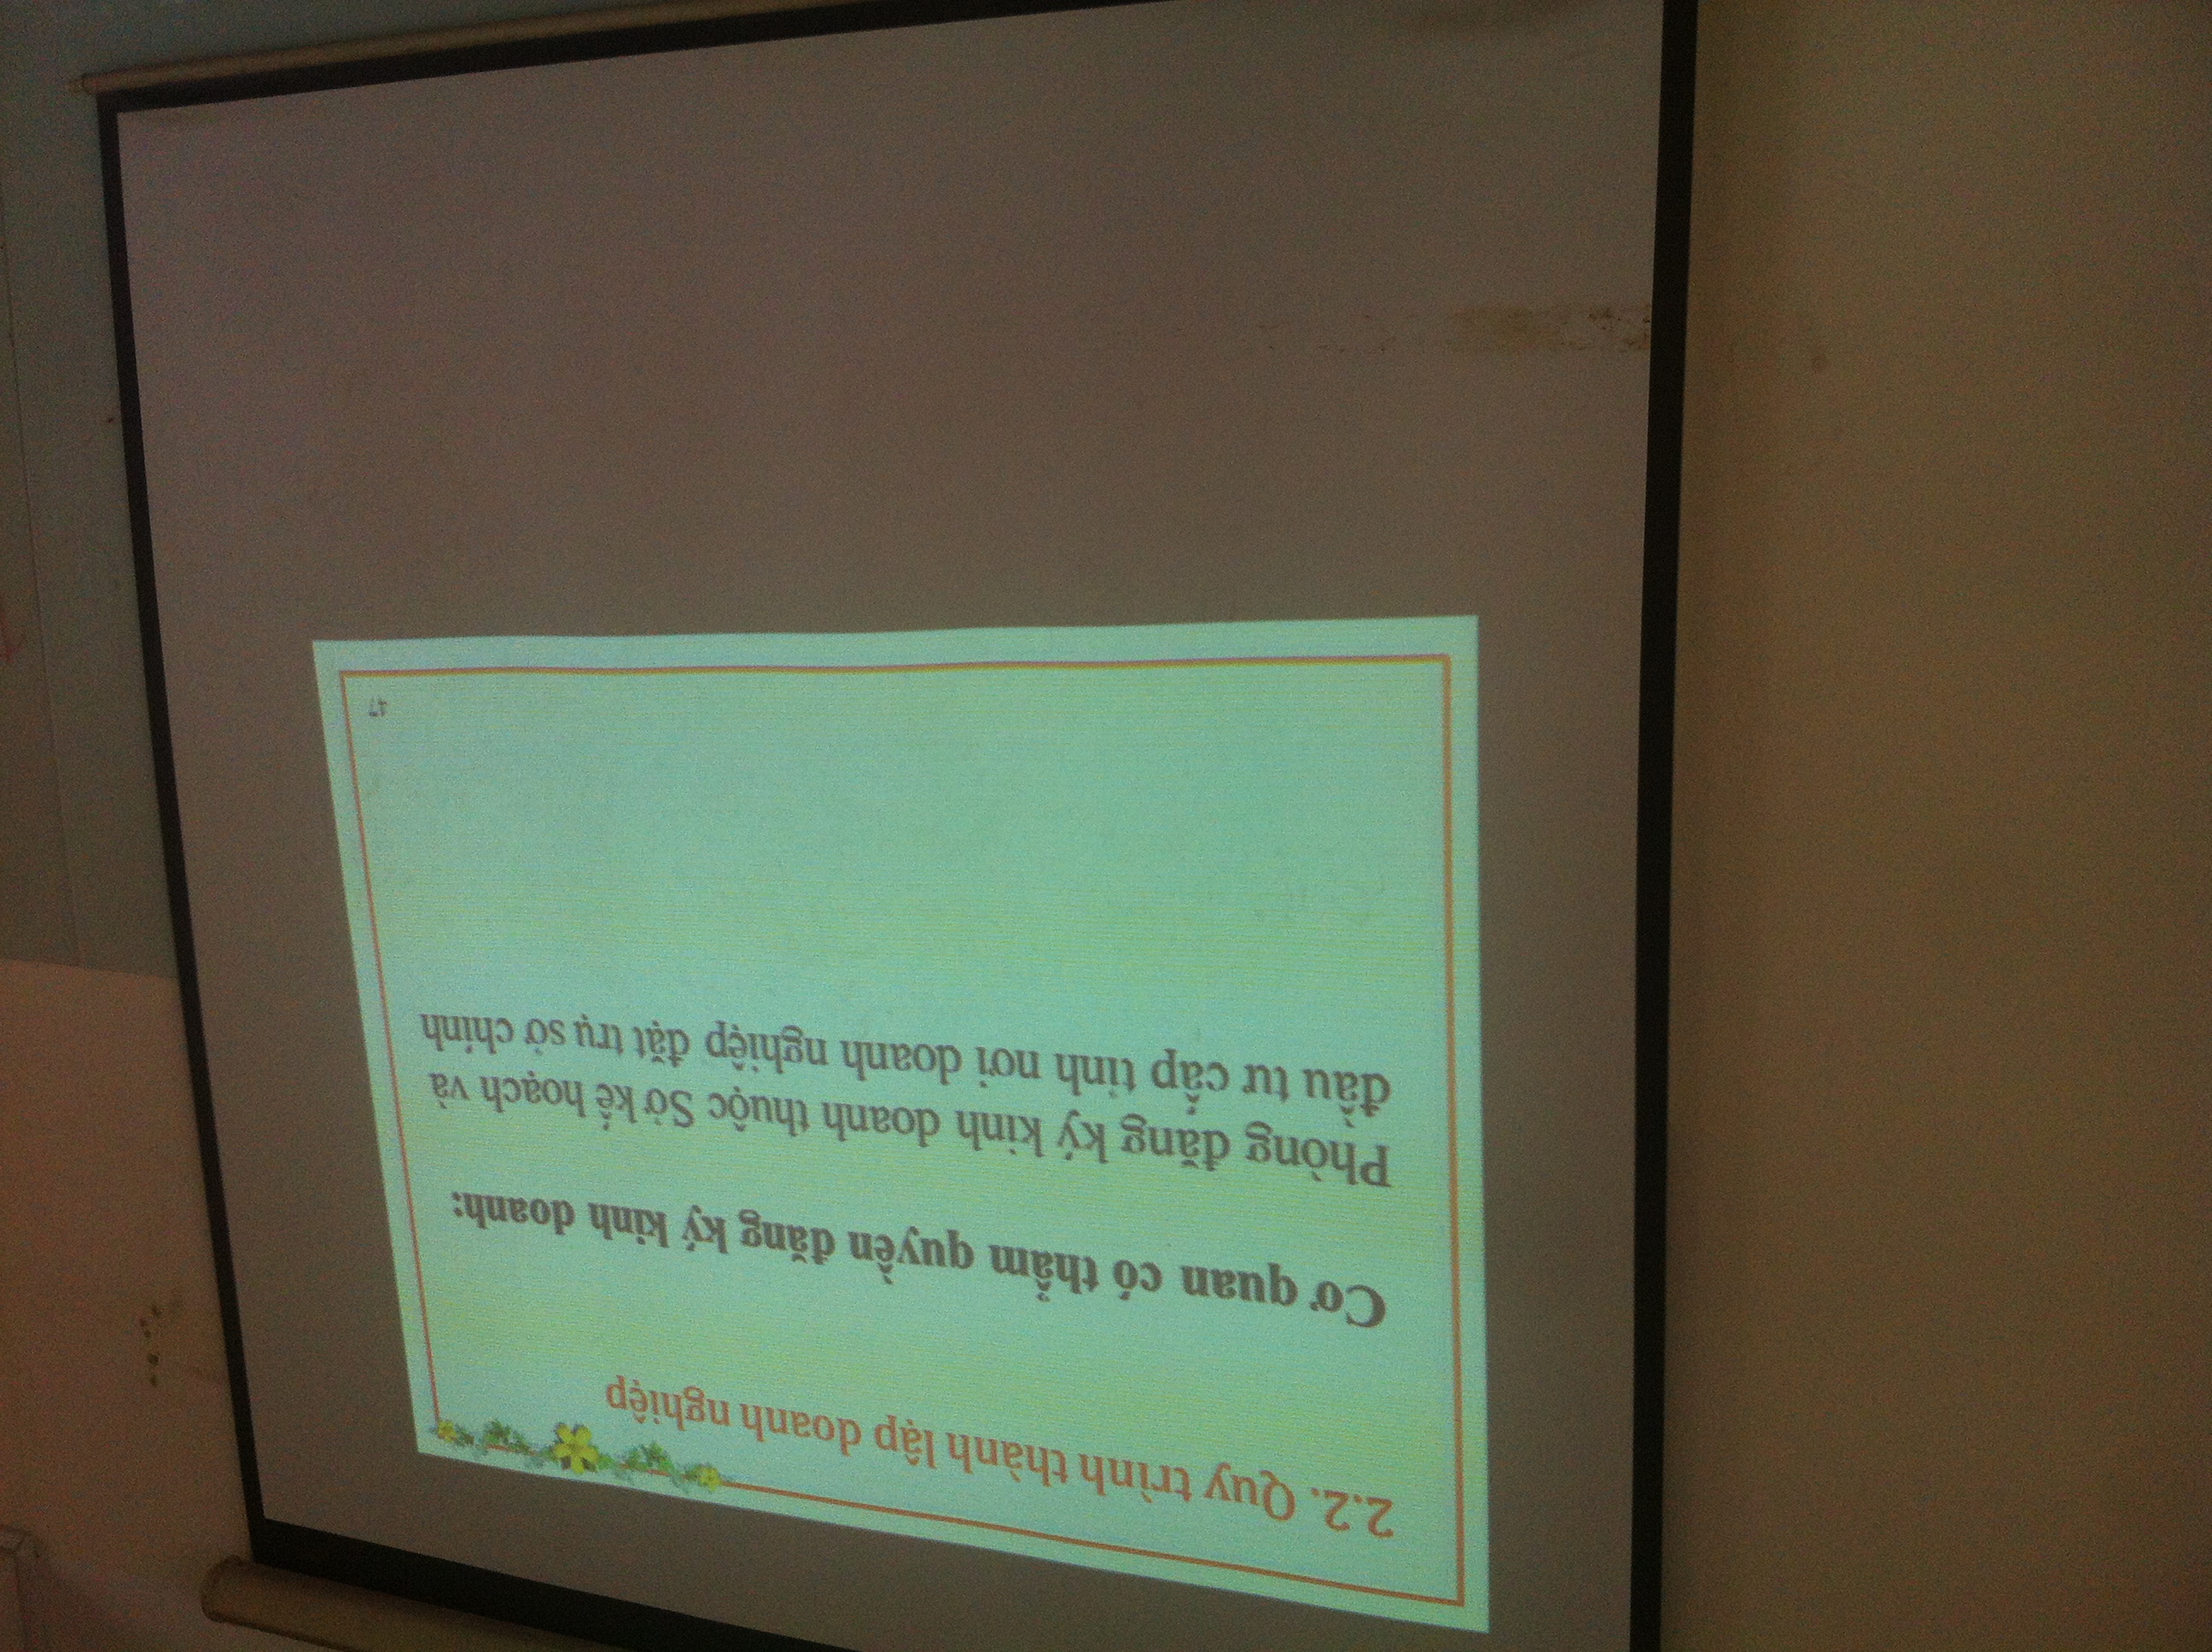 2.2. Quy trình thành lập doanh nghiệp
Cơ quan có thẩm quyền đăng ký kinh doanh:
Phòng đăng ký kinh doanh thuộc Sở kế hoạch và
đầu tư cấp tỉnh nơi doanh nghiệp đặt trụ sở chính
47